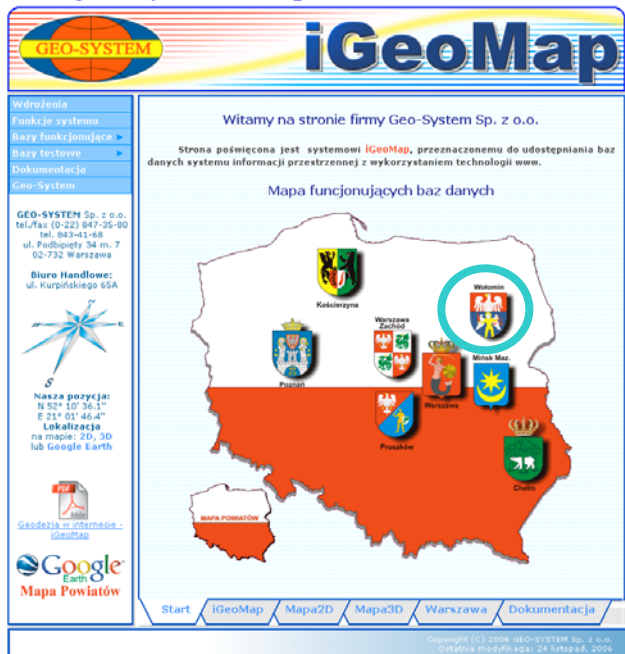 GEO-SYSTEM
iGeoMap
Wdrożenia
Funkcje systemu
Bazy funkcjonujące
Bazy testowe
Dokumentacja
Geo-System
GEO-SYSTEM Sp. z o.o.
tel./fax (0-22) 847-35-80
tel. 843-41-68
ul. Podbipięty 34 m. 7
02-732 Warszawa
Biuro Handlowe:
ul. Kurpińskiego 65A
N
E
S
Nasza pozycja:
N 52° 10' 36.1''
E 21° 01' 46.4''
Lokalizacja
na mapie: 2D, 3D
lub Google Earth
PDF
Adobe
Geodezja w internecie -
iGeoMap
Google
Earth
Mapa Powiatów
Witamy na stronie firmy Geo-System Sp. z o.o.
Strona poświęcona jest systemowi iGeoMap, przeznaczonemu do udostępniania baz
danych systemu informacji przestrzennej z wykorzystaniem technologii www.
Mapa funcjonujących baz danych
Kościerzyna
Wołomin
Warszawa
Zachód
Poznań
Mińsk Maz.
Warszawa
Pruszków
Chełm
MAPA POWIATÓW
Start
iGeoMap
Mapa2D
Mapa3D
Warszawa
Dokumentacja
Copyright (C) 2006 GEO-SYSTEM Sp. z o.o.
Ostatnia modyfikacja: 24 listopad, 2006